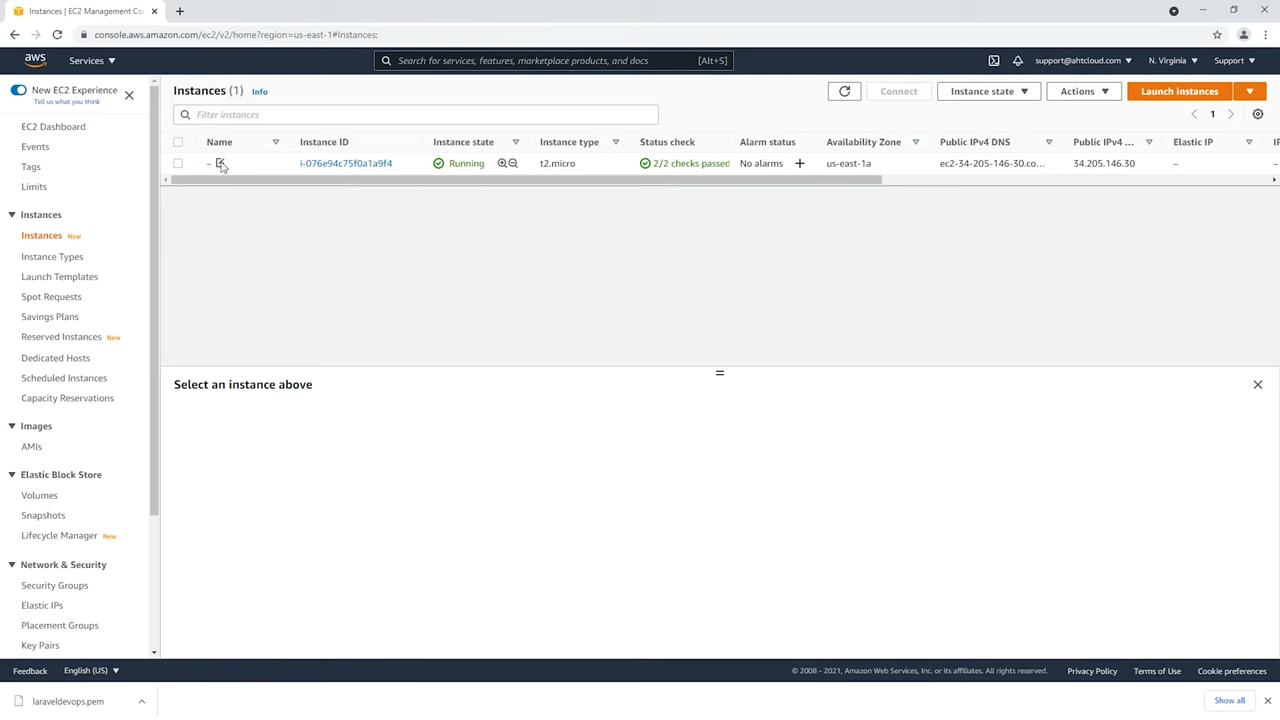 Instances | EC2 Management Co
console.aws.amazon.com/ec2/v2/home?region=us-east-1#Instances:
aws Services Search for services, features, marketplace products, and docs [Alt+S] support@ahtcloud.com N. Virginia Support
New EC2 Experience
Tell us what you think
EC2 Dashboard
Events
Tags
Limits
Instances
Instances New
Instance Types
Launch Templates
Spot Requests
Savings Plans
Reserved Instances New
Dedicated Hosts
Scheduled Instances
Capacity Reservations
Images
AMIs
Elastic Block Store
Volumes
Snapshots
Lifecycle Manager New
Network & Security
Security Groups
Elastic IPs
Placement Groups
Key Pairs
Instances (1) Info Connect Instance state Actions Launch instances
Filter instances 1
Name Instance ID Instance state Instance type Status check Alarm status Availability Zone Public IPv4 DNS Public IPv4 ... Elastic IP
– i-076e94c75f0a1a9f4 Running t2.micro 2/2 checks passed No alarms us-east-1a ec2-34-205-146-30.co... 34.205.146.30 – –
Select an instance above
Feedback English (US) © 2008 - 2021, Amazon Web Services, Inc. or its affiliates. All rights reserved. Privacy Policy Terms of Use Cookie preferences
laraveldevops.pem Show all